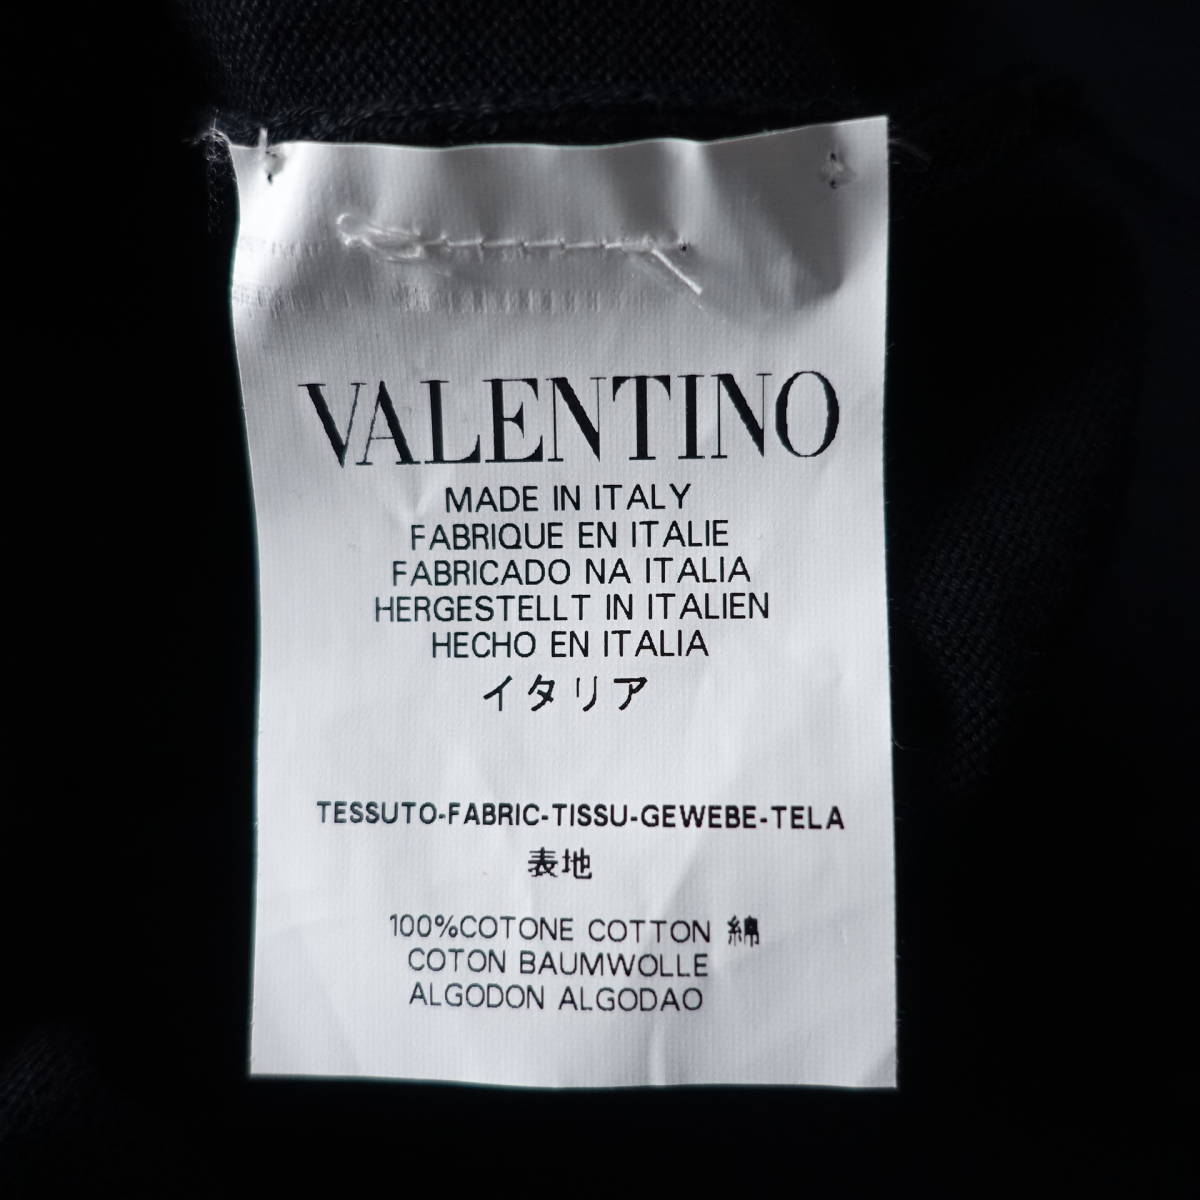 VALENTINO
MADE IN ITALY
FABRIQUE EN ITALIE
FABRICADO NA ITALIA
HERGESTELLT IN ITALIEN
HECHO EN ITALIA
イタリア
TESSUTO-FABRIC-TISSU-GEWEBE-TELA
表地
100%COTONE COTTON 綿
COTON BAUMWOLLE
ALGODON ALGODAO